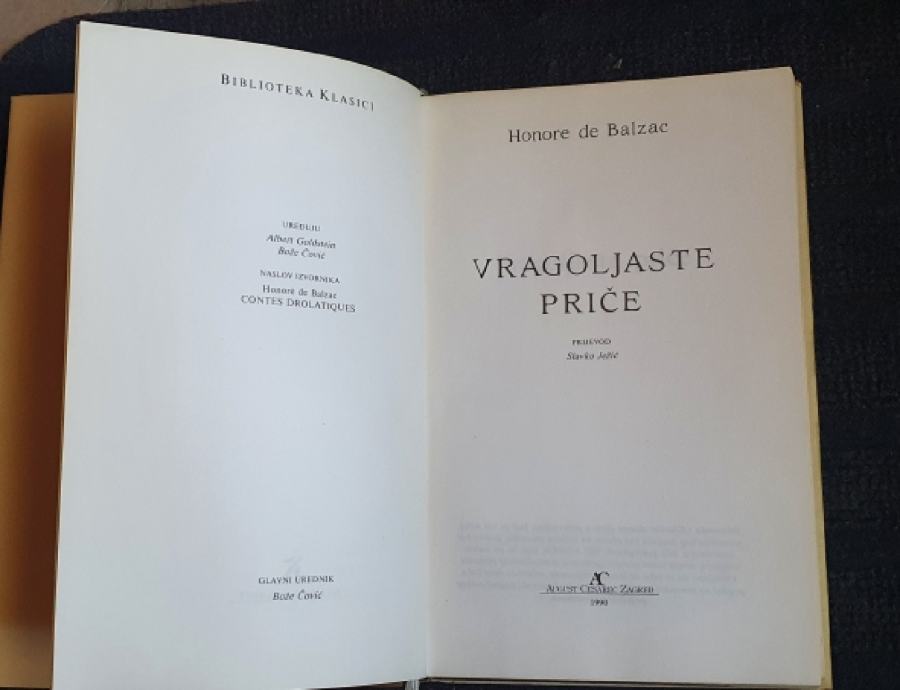 BIBLIOTEKA KLASICI
UREĐUJU
Albert Goldstein
Bože Čović
NASLOV IZVORNIKA
Honoré de Balzac
CONTES DROLATIQUES
GLAVNI UREDNIK
Bože Čović
Honore de Balzac
VRAGOLJASTE
PRIČE
PRIJEVOD
Slavko Ježić
AC
AUGUST CESAREC ZAGREB
1990